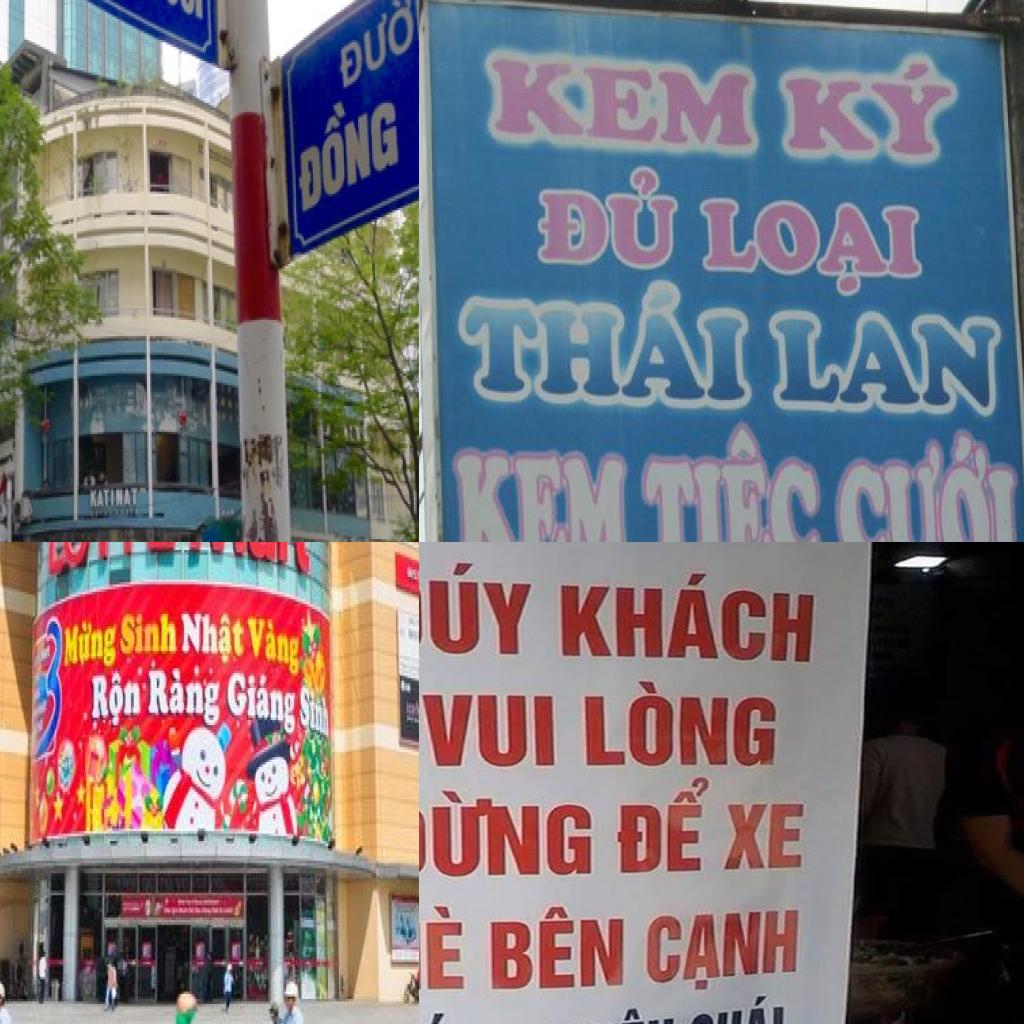 ĐƯỜ
ĐỒNG
KATINAT
KEM KÝ
ĐỦ LOẠI
THÁI LAN
KEM TIỆC CƯỚI
Mừng Sinh Nhật Vàng
Rộn Ràng Giáng Sinh
ÚY KHÁCH
VUI LÒNG
ỪNG ĐỂ XE
È BÊN CẠNH